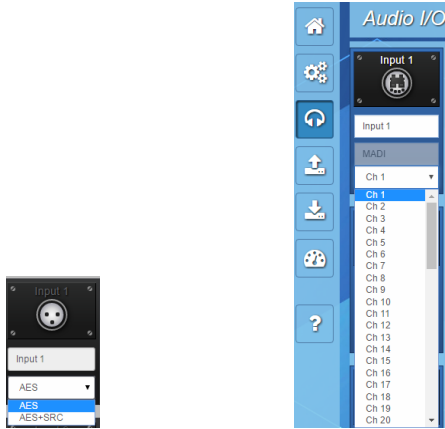 Input 1
Input 1
AES
AES
AES+SRC
Audio I/O
Input 1
Input 1
MADI
Ch 1
Ch 1
Ch 2
Ch 3
Ch 4
Ch 5
Ch 6
Ch 7
Ch 8
Ch 9
Ch 10
Ch 11
Ch 12
Ch 13
Ch 14
Ch 15
Ch 16
Ch 17
Ch 18
Ch 19
Ch 20
?